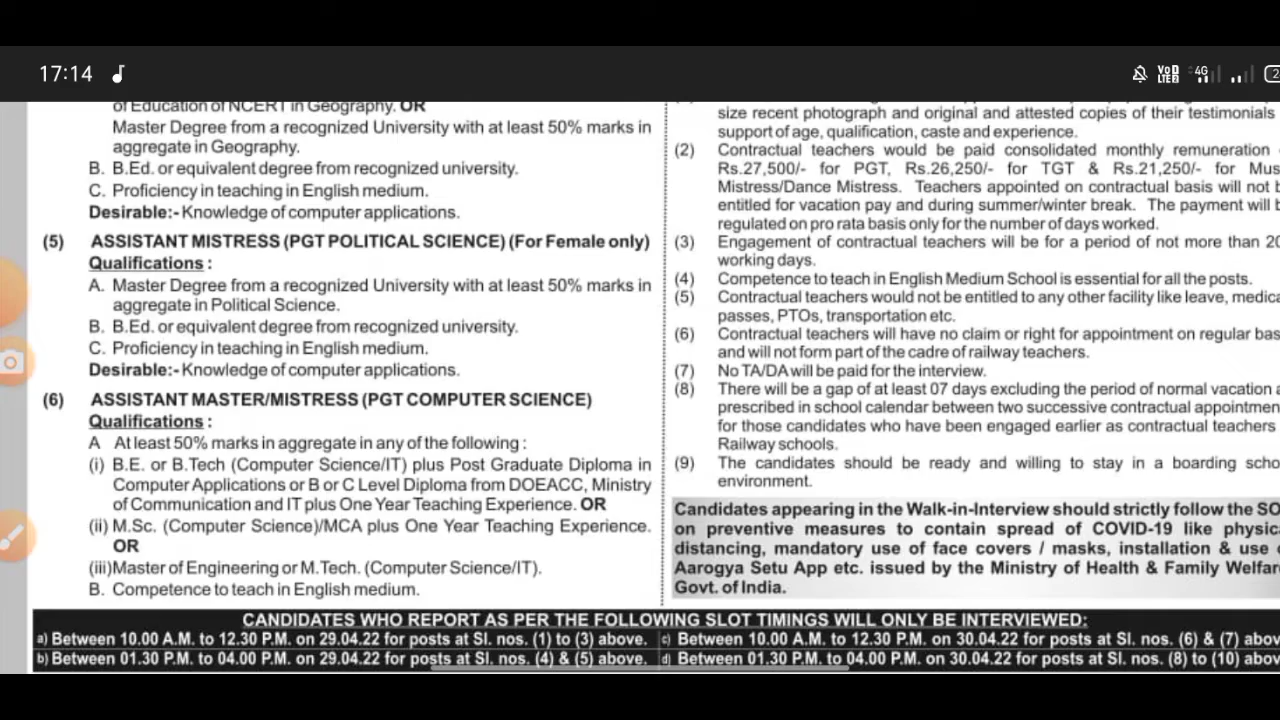 17:14
VoD LTE2 4G
of Education of NCERT in Geography. OR
Master Degree from a recognized University with at least 50% marks in
aggregate in Geography.
B. B.Ed. or equivalent degree from recognized university.
C. Proficiency in teaching in English medium.
Desirable:- Knowledge of computer applications.
(5) ASSISTANT MISTRESS (PGT POLITICAL SCIENCE) (For Female only)
Qualifications :
A. Master Degree from a recognized University with at least 50% marks in
aggregate in Political Science.
B. B.Ed. or equivalent degree from recognized university.
C. Proficiency in teaching in English medium.
Desirable:- Knowledge of computer applications.
(6) ASSISTANT MASTER/MISTRESS (PGT COMPUTER SCIENCE)
Qualifications :
A At least 50% marks in aggregate in any of the following :
(i) B.E. or B.Tech (Computer Science/IT) plus Post Graduate Diploma in
Computer Applications or B or C Level Diploma from DOEACC, Ministry
of Communication and IT plus One Year Teaching Experience. OR
(ii) M.Sc. (Computer Science)/MCA plus One Year Teaching Experience.
OR
(iii) Master of Engineering or M.Tech. (Computer Science/IT).
B. Competence to teach in English medium.
size recent photograph and original and attested copies of their testimonials
support of age, qualification, caste and experience.
(2) Contractual teachers would be paid consolidated monthly remuneration
Rs.27,500/- for PGT, Rs.26,250/- for TGT & Rs.21,250/- for Mus
Mistress/Dance Mistress. Teachers appointed on contractual basis will not b
entitled for vacation pay and during summer/winter break. The payment will b
regulated on pro rata basis only for the number of days worked.
(3) Engagement of contractual teachers will be for a period of not more than 20
working days.
(4) Competence to teach in English Medium School is essential for all the posts.
(5) Contractual teachers would not be entitled to any other facility like leave, medica
passes, PTOs, transportation etc.
(6) Contractual teachers will have no claim or right for appointment on regular bas
and will not form part of the cadre of railway teachers.
(7) No TA/DA will be paid for the interview.
(8) There will be a gap of at least 07 days excluding the period of normal vacation a
prescribed in school calendar between two successive contractual appointmen
for those candidates who have been engaged earlier as contractual teachers
Railway schools.
(9) The candidates should be ready and willing to stay in a boarding scho
environment.
Candidates appearing in the Walk-in-Interview should strictly follow the SO
on preventive measures to contain spread of COVID-19 like physic
distancing, mandatory use of face covers / masks, installation & use
Aarogya Setu App etc. issued by the Ministry of Health & Family Welfar
Govt. of India.
CANDIDATES WHO REPORT AS PER THE FOLLOWING SLOT TIMINGS WILL ONLY BE INTERVIEWED:
a) Between 10.00 A.M. to 12.30 P.M. on 29.04.22 for posts at Sl. nos. (1) to (3) above.
b) Between 01.30 P.M. to 04.00 P.M. on 29.04.22 for posts at Sl. nos. (4) & (5) above.
c) Between 10.00 A.M. to 12.30 P.M. on 30.04.22 for posts at Sl. nos. (6) & (7) abov
d) Between 01.30 P.M. to 04.00 P.M. on 30.04.22 for posts at Sl. nos. (8) to (10) abov